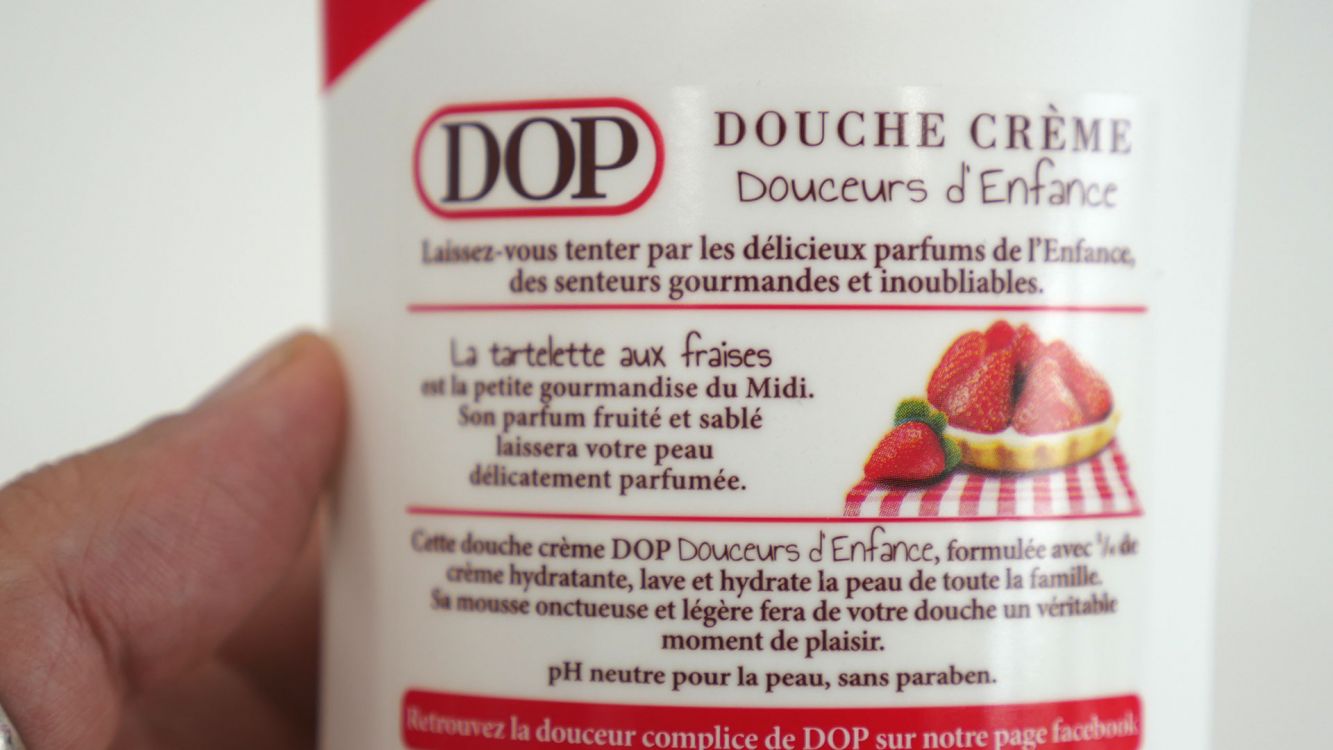 DOP
DOUCHE CRÈME
Douceurs d'Enfance
Laissez-vous tenter par les délicieux parfums de l'Enfance,
des senteurs gourmandes et inoubliables.
La tartelette aux fraises
est la petite gourmandise du Midi.
Son parfum fruité et sablé
laissera votre peau
délicatement parfumée.
Cette douche crème DOP Douceurs d'Enfance, formulée avec de
crème hydratante, lave et hydrate la peau de toute la famille.
Sa mousse onctueuse et légère fera de votre douche un véritable
moment de plaisir.
pH neutre pour la peau, sans paraben.
Retrouvez la douceur complice de DOP sur notre page facebook